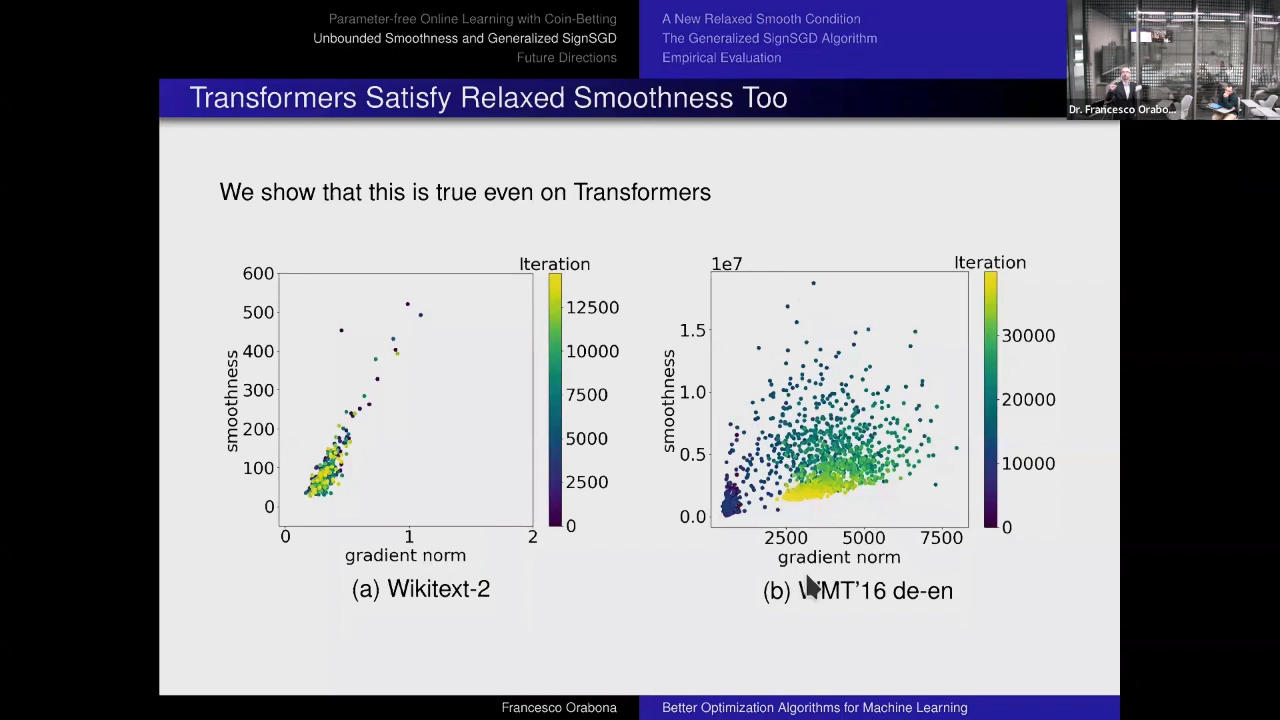 Parameter-free Online Learning with Coin-Betting
Unbounded Smoothness and Generalized SignSGD
Future Directions
A New Relaxed Smooth Condition
The Generalized SignSGD Algorithm
Empirical Evaluation
Dr. Francesco Orabo...
Transformers Satisfy Relaxed Smoothness Too
We show that this is true even on Transformers
Iteration
600
500
400
300
200
100
0
smoothness
0 1 2
gradient norm
12500
10000
7500
5000
2500
0
(a) Wikitext-2
1e7
Iteration
1.5
1.0
0.5
0.0
smoothness
2500 5000 7500
gradient norm
30000
20000
10000
0
(b) WMT'16 de-en
Francesco Orabona
Better Optimization Algorithms for Machine Learning